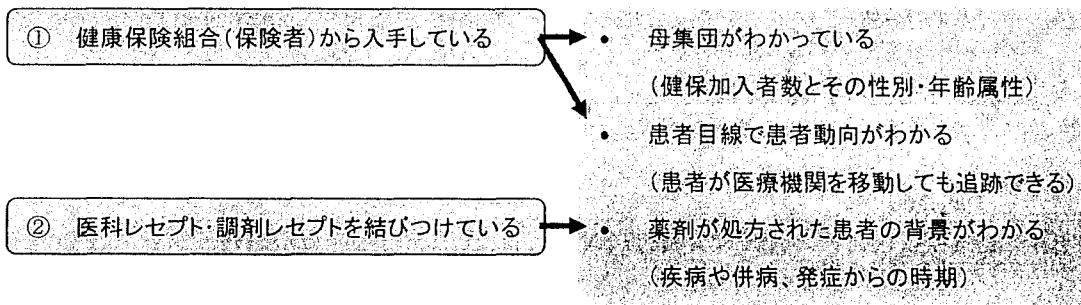 ① 健康保険組合(保険者)から入手している
• 母集団がわかっている
(健保加入者数とその性別・年齢属性)
• 患者目線で患者動向がわかる
(患者が医療機関を移動しても追跡できる)
② 医科レセプト・調剤レセプトを結びつけている
• 薬剤が処方された患者の背景がわかる
(疾病や併病、発症からの時期)